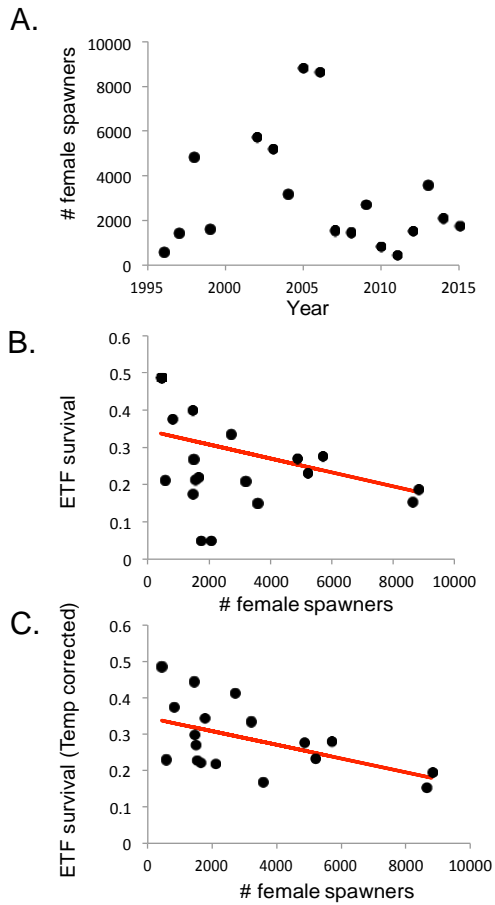 A.
# female spawners
10000
8000
6000
4000
2000
0
1995 2000 2005 2010 2015
Year
B.
ETF survival
0.6
0.5
0.4
0.3
0.2
0.1
0
0 2000 4000 6000 8000 10000
# female spawners
C.
ETF survival (Temp corrected)
0.6
0.5
0.4
0.3
0.2
0.1
0
0 2000 4000 6000 8000 10000
# female spawners